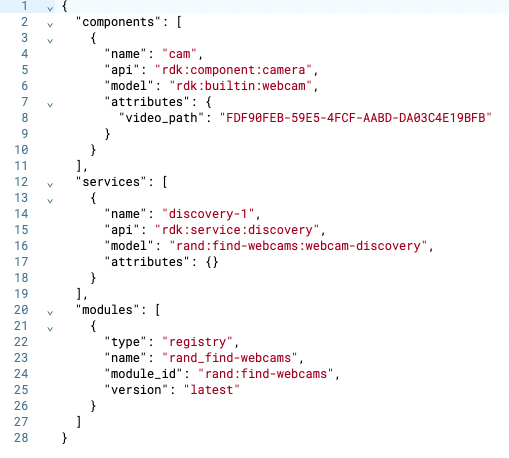 1 {
2 "components": [
3 {
4 "name": "cam",
5 "api": "rdk:component:camera",
6 "model": "rdk:builtin:webcam",
7 "attributes": {
8 "video_path": "FDF90FEB-59E5-4FCF-AABD-DA03C4E19BFB"
9 }
10 }
11 ],
12 "services": [
13 {
14 "name": "discovery-1",
15 "api": "rdk:service:discovery",
16 "model": "rand:find-webcams:webcam-discovery",
17 "attributes": {}
18 }
19 ],
20 "modules": [
21 {
22 "type": "registry",
23 "name": "rand_find-webcams",
24 "module_id": "rand:find-webcams",
25 "version": "latest"
26 }
27 ]
28 }